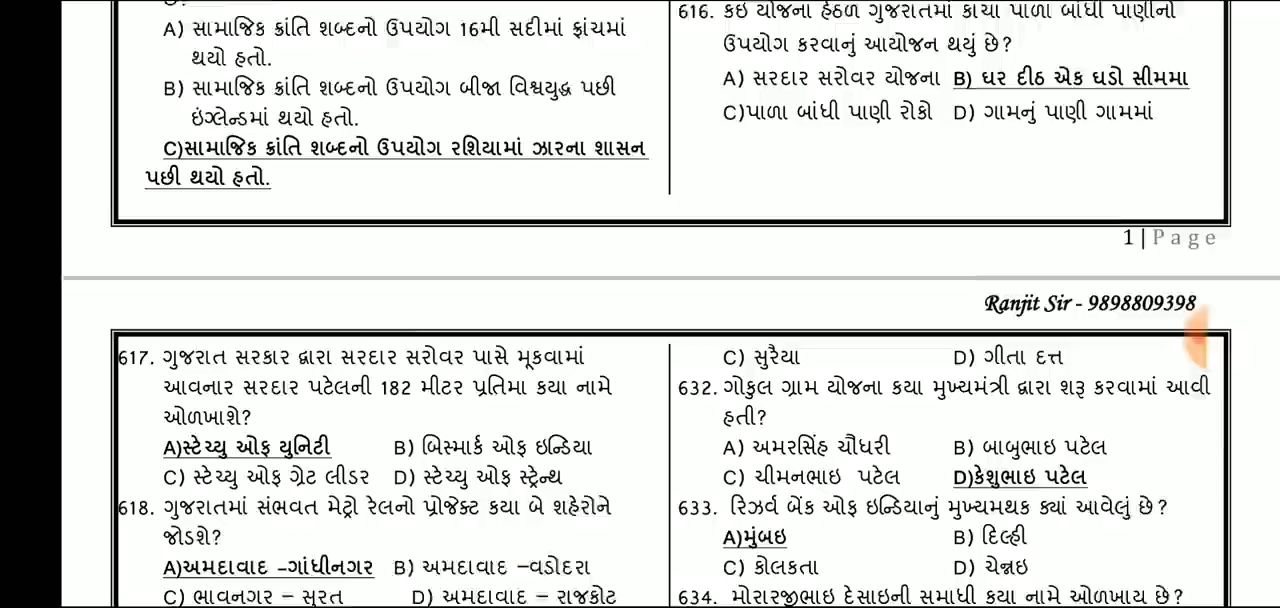 A) સામાજિક ક્રાંતિ શબ્દનો ઉપયોગ 16મી સદીમાં ફ્રાંચમાં
થયો હતો.
B) સામાજિક ક્રાંતિ શબ્દનો ઉપયોગ બીજા વિશ્વયુદ્ધ પછી
ઇંગ્લેન્ડમાં થયો હતો.
C)સામાજિક ક્રાંતિ શબ્દનો ઉપયોગ રશિયામાં ઝારના શાસન
પછી થયો હતો.
616. કઇ યોજના હેઠળ ગુજરાતમાં કાચા પાળા બાંધી પાણીનો
ઉપયોગ કરવાનું આયોજન થયું છે?
A) સરદાર સરોવર યોજના B) ઘર દીઠ એક ઘડો સીમમા
C)પાળા બાંધી પાણી રોકો D) ગામનું પાણી ગામમાં
1 | Page
Ranjit Sir - 9898809398
617. ગુજરાત સરકાર દ્વારા સરદાર સરોવર પાસે મૂકવામાં
આવનાર સરદાર પટેલની 182 મીટર પ્રતિમા કયા નામે
ઓળખાશે?
A)સ્ટેચ્યુ ઓફ યુનિટી B) બિસ્માર્ક ઓફ ઇન્ડિયા
C) સ્ટેચ્યુ ઓફ ગ્રેટ લીડર D) સ્ટેચ્યુ ઓફ સ્ટ્રેન્થ
618. ગુજરાતમાં સંભવત મેટ્રો રેલનો પ્રોજેક્ટ કયા બે શહેરોને
જોડશે?
A)અમદાવાદ –ગાંધીનગર B) અમદાવાદ –વડોદરા
C) ભાવનગર – સુરત D) અમદાવાદ – રાજકોટ
C) સુરૈયા D) ગીતા દત્ત
632. ગોકુલ ગ્રામ યોજના કયા મુખ્યમંત્રી દ્વારા શરૂ કરવામાં આવી
હતી?
A) અમરસિંહ ચૌધરી B) બાબુભાઇ પટેલ
C) ચીમનભાઇ પટેલ D)કેશુભાઇ પટેલ
633. રિઝર્વ બેંક ઓફ ઇન્ડિયાનું મુખ્યમથક ક્યાં આવેલું છે?
A)મુંબઇ B) દિલ્હી
C) કોલકતા D) ચેન્નઇ
634. મોરારજીભાઇ દેસાઇની સમાધી કયા નામે ઓળખાય છે?